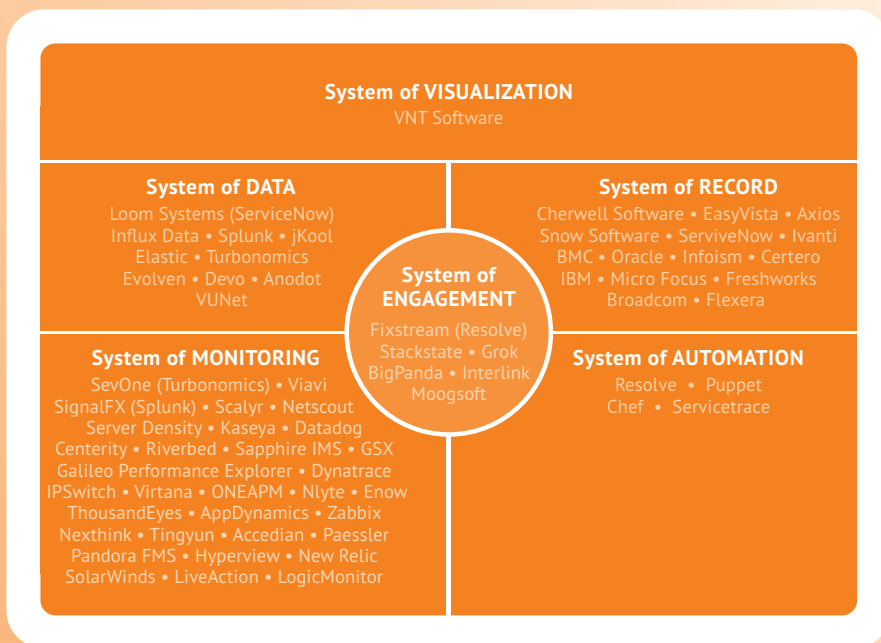 System of VISUALIZATION
VNT Software
System of DATA
Loom Systems (ServiceNow)
Influx Data • Splunk • jKool
Elastic • Turbonomics
Evolven • Devo • Anodot
VUNet
System of RECORD
Cherwell Software • EasyVista • Axios
Snow Software • ServiveNow • Ivanti
BMC • Oracle • Infoism • Certero
IBM • Micro Focus • Freshworks
Broadcom • Flexera
System of
ENGAGEMENT
Fixstream (Resolve)
Stackstate • Grok
BigPanda • Interlink
Moogsoft
System of MONITORING
SevOne (Turbonomics) • Viavi
SignalFX (Splunk) • Scalyr • Netscout
Server Density • Kaseya • Datadog
Centerity • Riverbed • Sapphire IMS • GSX
Galileo Performance Explorer • Dynatrace
IPSwitch • Virtana • ONEAPM • Nlyte • Enow
ThousandEyes • AppDynamics • Zabbix
Nexthink • Tingyun • Accedian • Paessler
Pandora FMS • Hyperview • New Relic
SolarWinds • LiveAction • LogicMonitor
System of AUTOMATION
Resolve • Puppet
Chef • Servicetrace